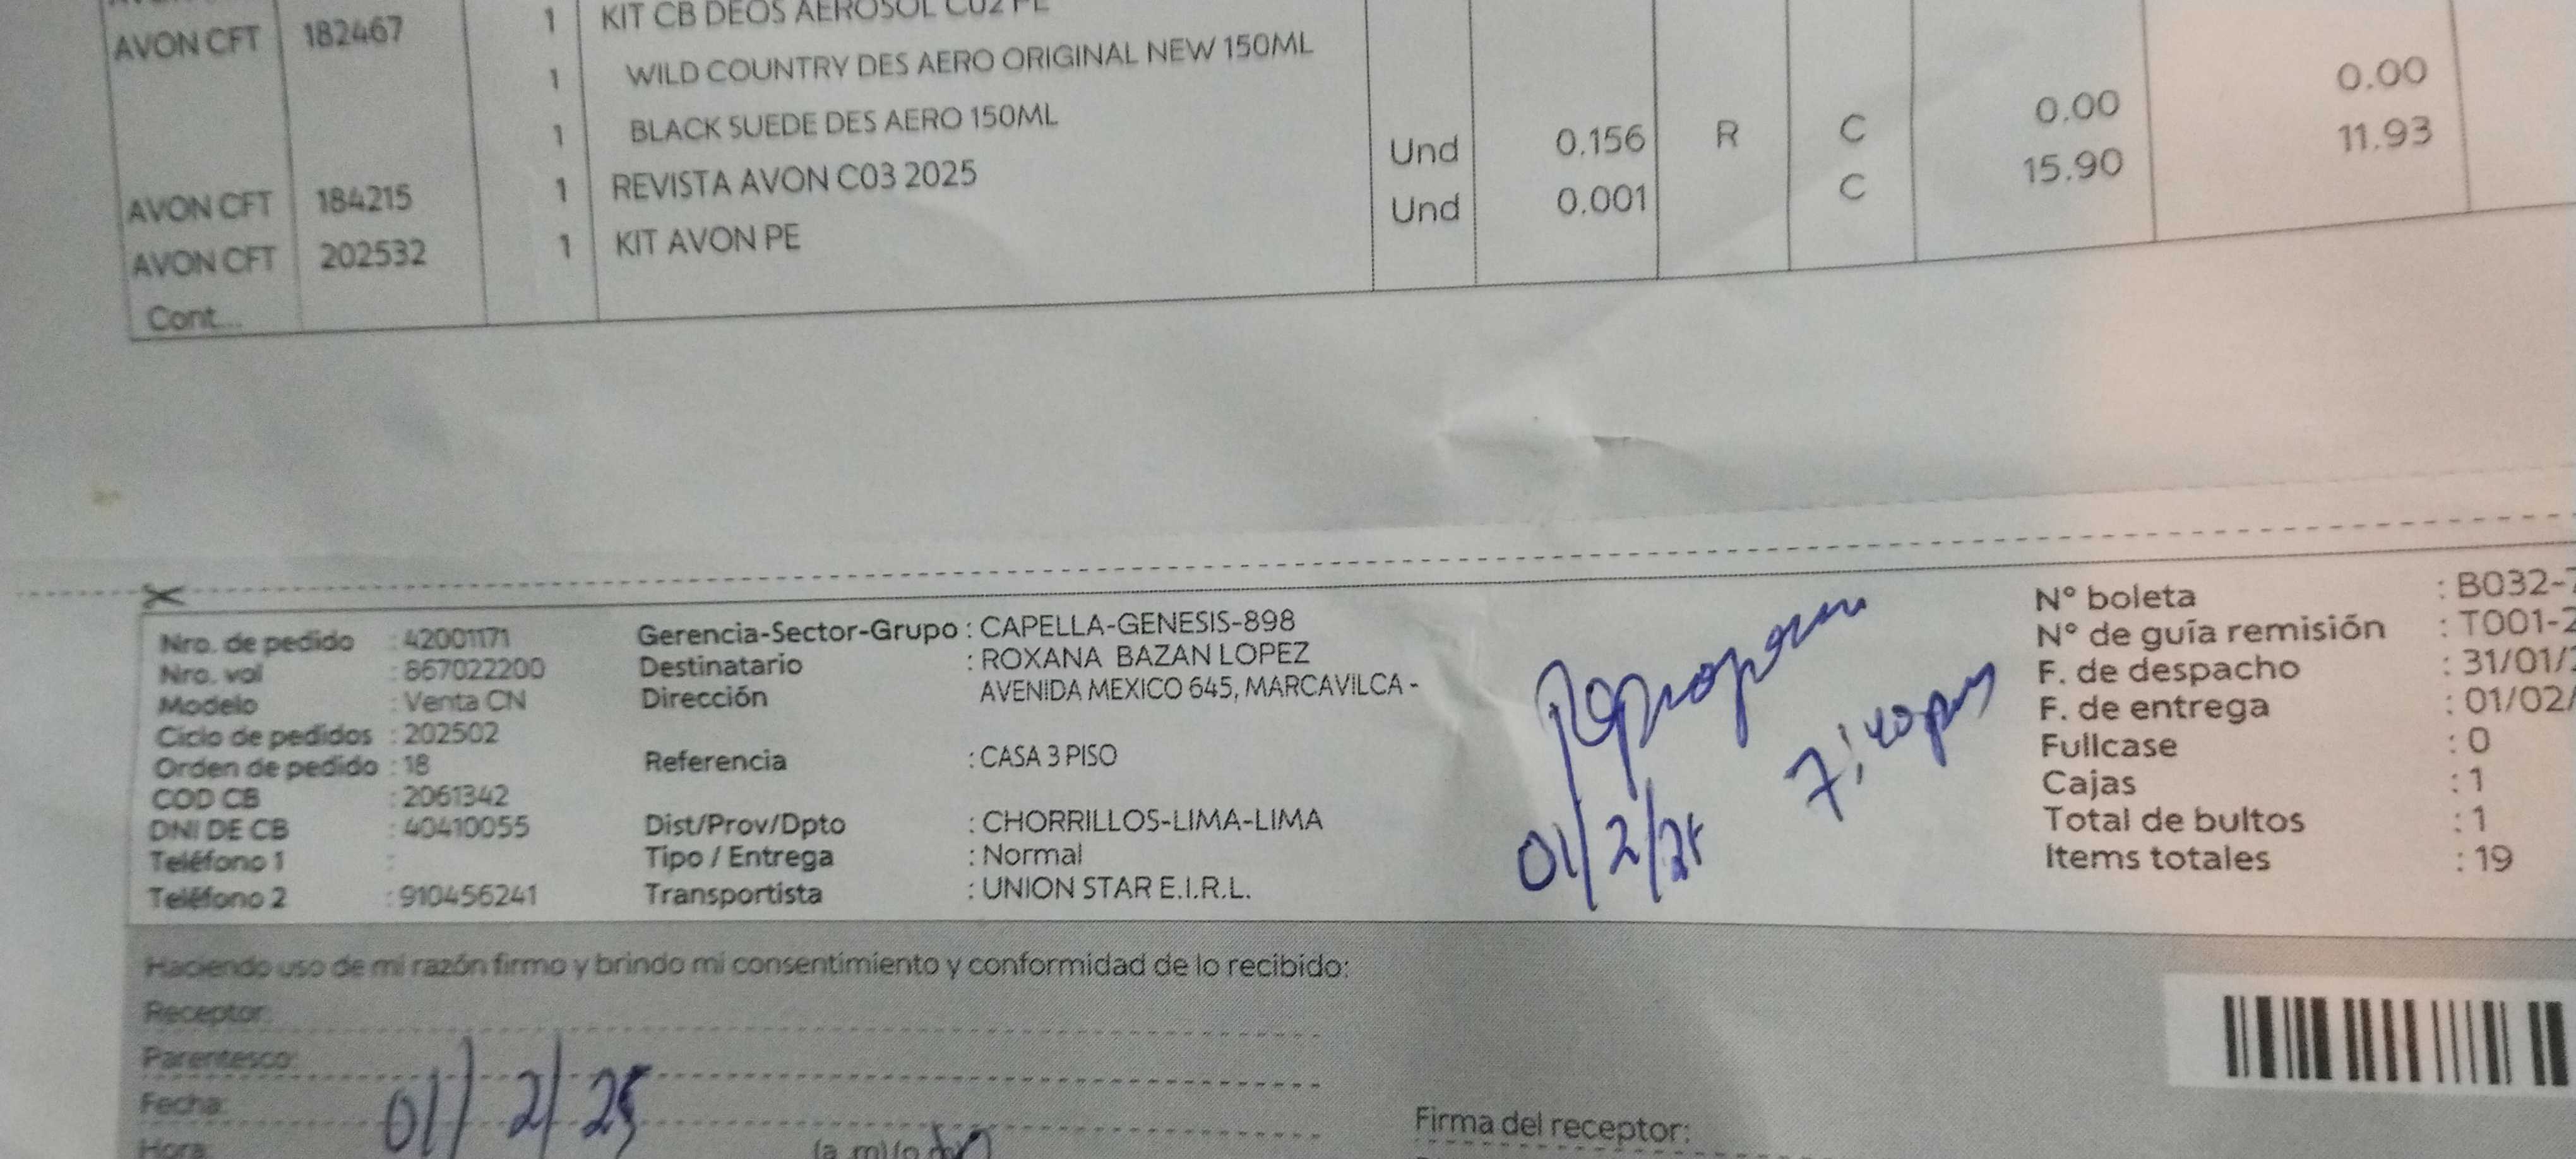 AVON CFT 182467 1 KIT CB DEOS AEROSOL C02 PE
1 WILD COUNTRY DES AERO ORIGINAL NEW 150ML
1 BLACK SUEDE DES AERO 150ML Und 0.156 R C 0.00 0.00
AVON CFT 184215 1 REVISTA AVON C03 2025 Und 0.001 C 15.90 11.93
AVON CFT 202532 1 KIT AVON PE
Cont...
Nro. de pedido : 42001171
Nro. vol : 867022200
Modelo : Venta CN
Ciclo de pedidos : 202502
Orden de pedido : 18
COD CB : 2061342
DNI DE CB : 40410055
Teléfono 1 :
Teléfono 2 : 910456241
Gerencia-Sector-Grupo : CAPELLA-GENESIS-898
Destinatario : ROXANA BAZAN LOPEZ
Dirección AVENIDA MEXICO 645, MARCAVILCA -
Referencia : CASA 3 PISO
Dist/Prov/Dpto : CHORRILLOS-LIMA-LIMA
Tipo / Entrega : Normal
Transportista : UNION STAR E.I.R.L.
01/2/25
Nº boleta : B032-7
Nº de guía remisión : T001-2
F. de despacho : 31/01/2
F. de entrega : 01/02/
Fullcase : 0
Cajas : 1
Total de bultos : 1
Items totales : 19
Haciendo uso de mi razón firmo y brindo mi consentimiento y conformidad de lo recibido:
Receptor:
Parentesco:
Fecha: 01/2/25
Hora:
Firma del receptor: